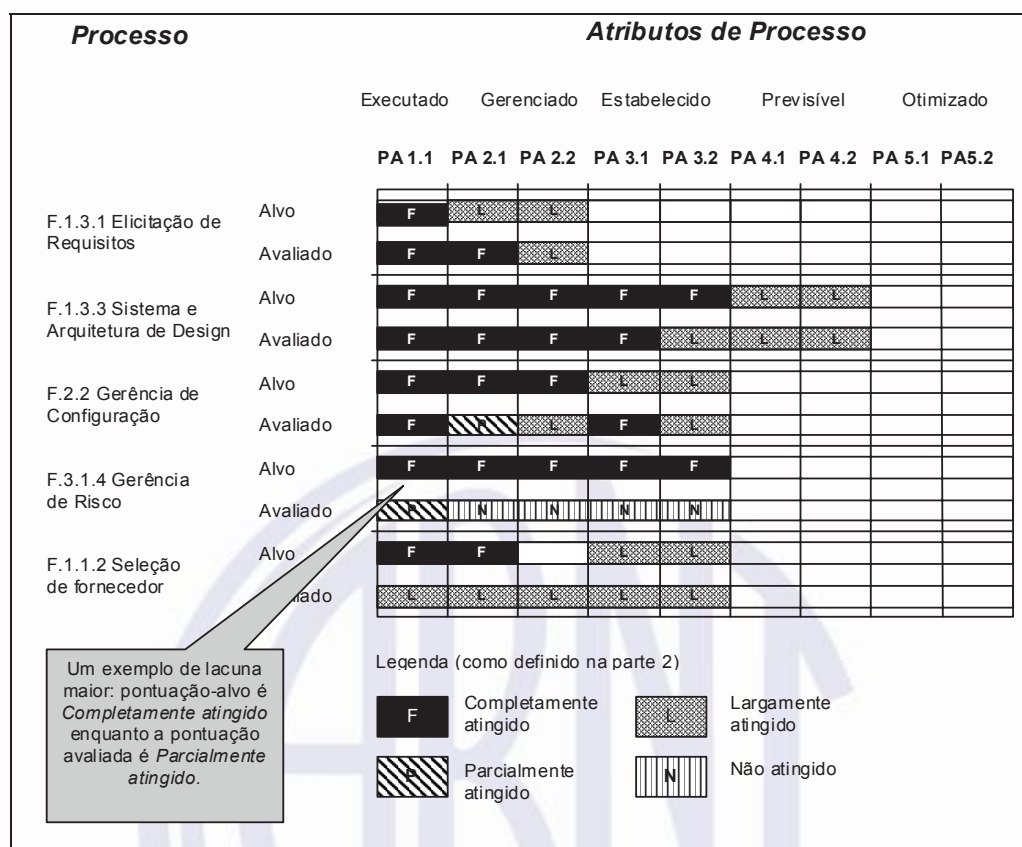 Processo
Atributos de Processo
Executado Gerenciado Estabelecido Previsível Otimizado
PA 1.1 PA 2.1 PA 2.2 PA 3.1 PA 3.2 PA 4.1 PA 4.2 PA 5.1 PA5.2
F.1.3.1 Elicitação de
Requisitos
Alvo
F L L
Avaliado
F F L
F.1.3.3 Sistema e
Arquitetura de Design
Alvo
F F F F F L L
Avaliado
F F F F L L L
F.2.2 Gerência de
Configuração
Alvo
F F F L L
Avaliado
F P L F L
F.3.1.4 Gerência
de Risco
Alvo
F F F F F
Avaliado
P N N N N
F.1.1.2 Seleção
de fornecedor
Alvo
F F L L
liado
L L L L L
Um exemplo de lacuna
maior: pontuação-alvo é
Completamente atingido
enquanto a pontuação
avaliada é Parcialmente
atingido.
Legenda (como definido na parte 2)
F
Completamente
atingido
L
Largamente
atingido
P
Parcialmente
atingido
N
Não atingido